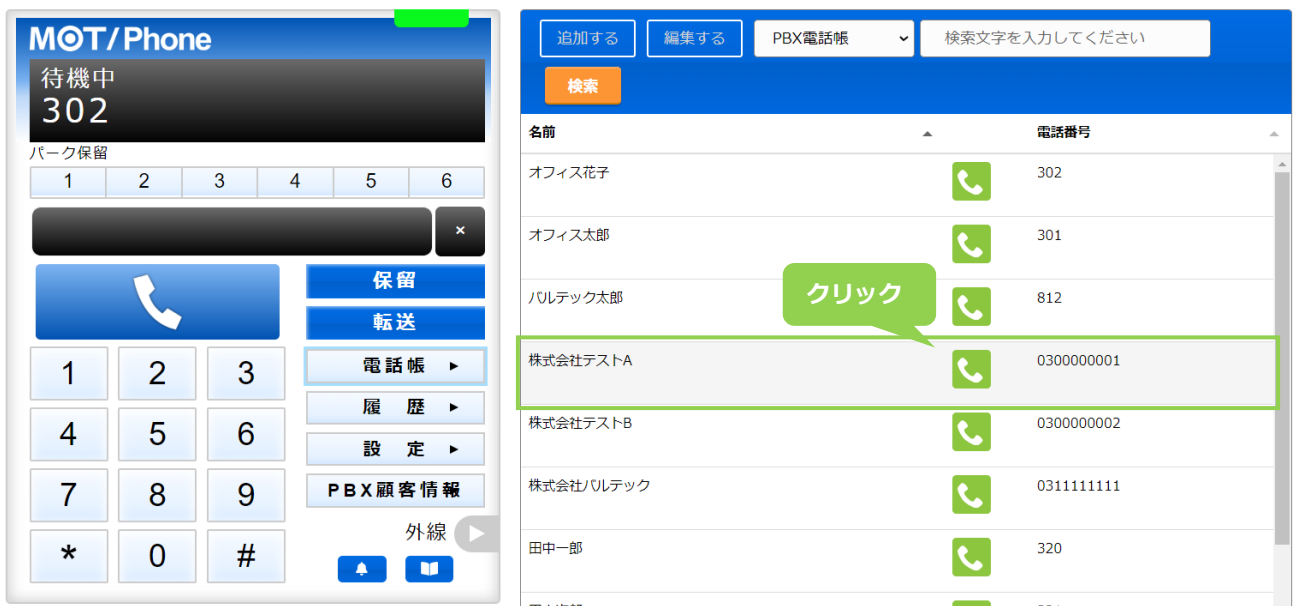 MOT/Phone
待機中
302
パーク保留
1 2 3 4 5 6
×
保留
転送
1 2 3
電話帳 ►
履 歴 ►
4 5 6
設 定 ►
7 8 9
PBX顧客情報
外線
* 0 #
追加する 編集する PBX電話帳 検索文字を入力してください
検索
名前 電話番号
オフィス花子 302
オフィス太郎 301
バルテック太郎 812
クリック
株式会社テストA 0300000001
株式会社テストB 0300000002
株式会社バルテック 0311111111
田中一郎 320